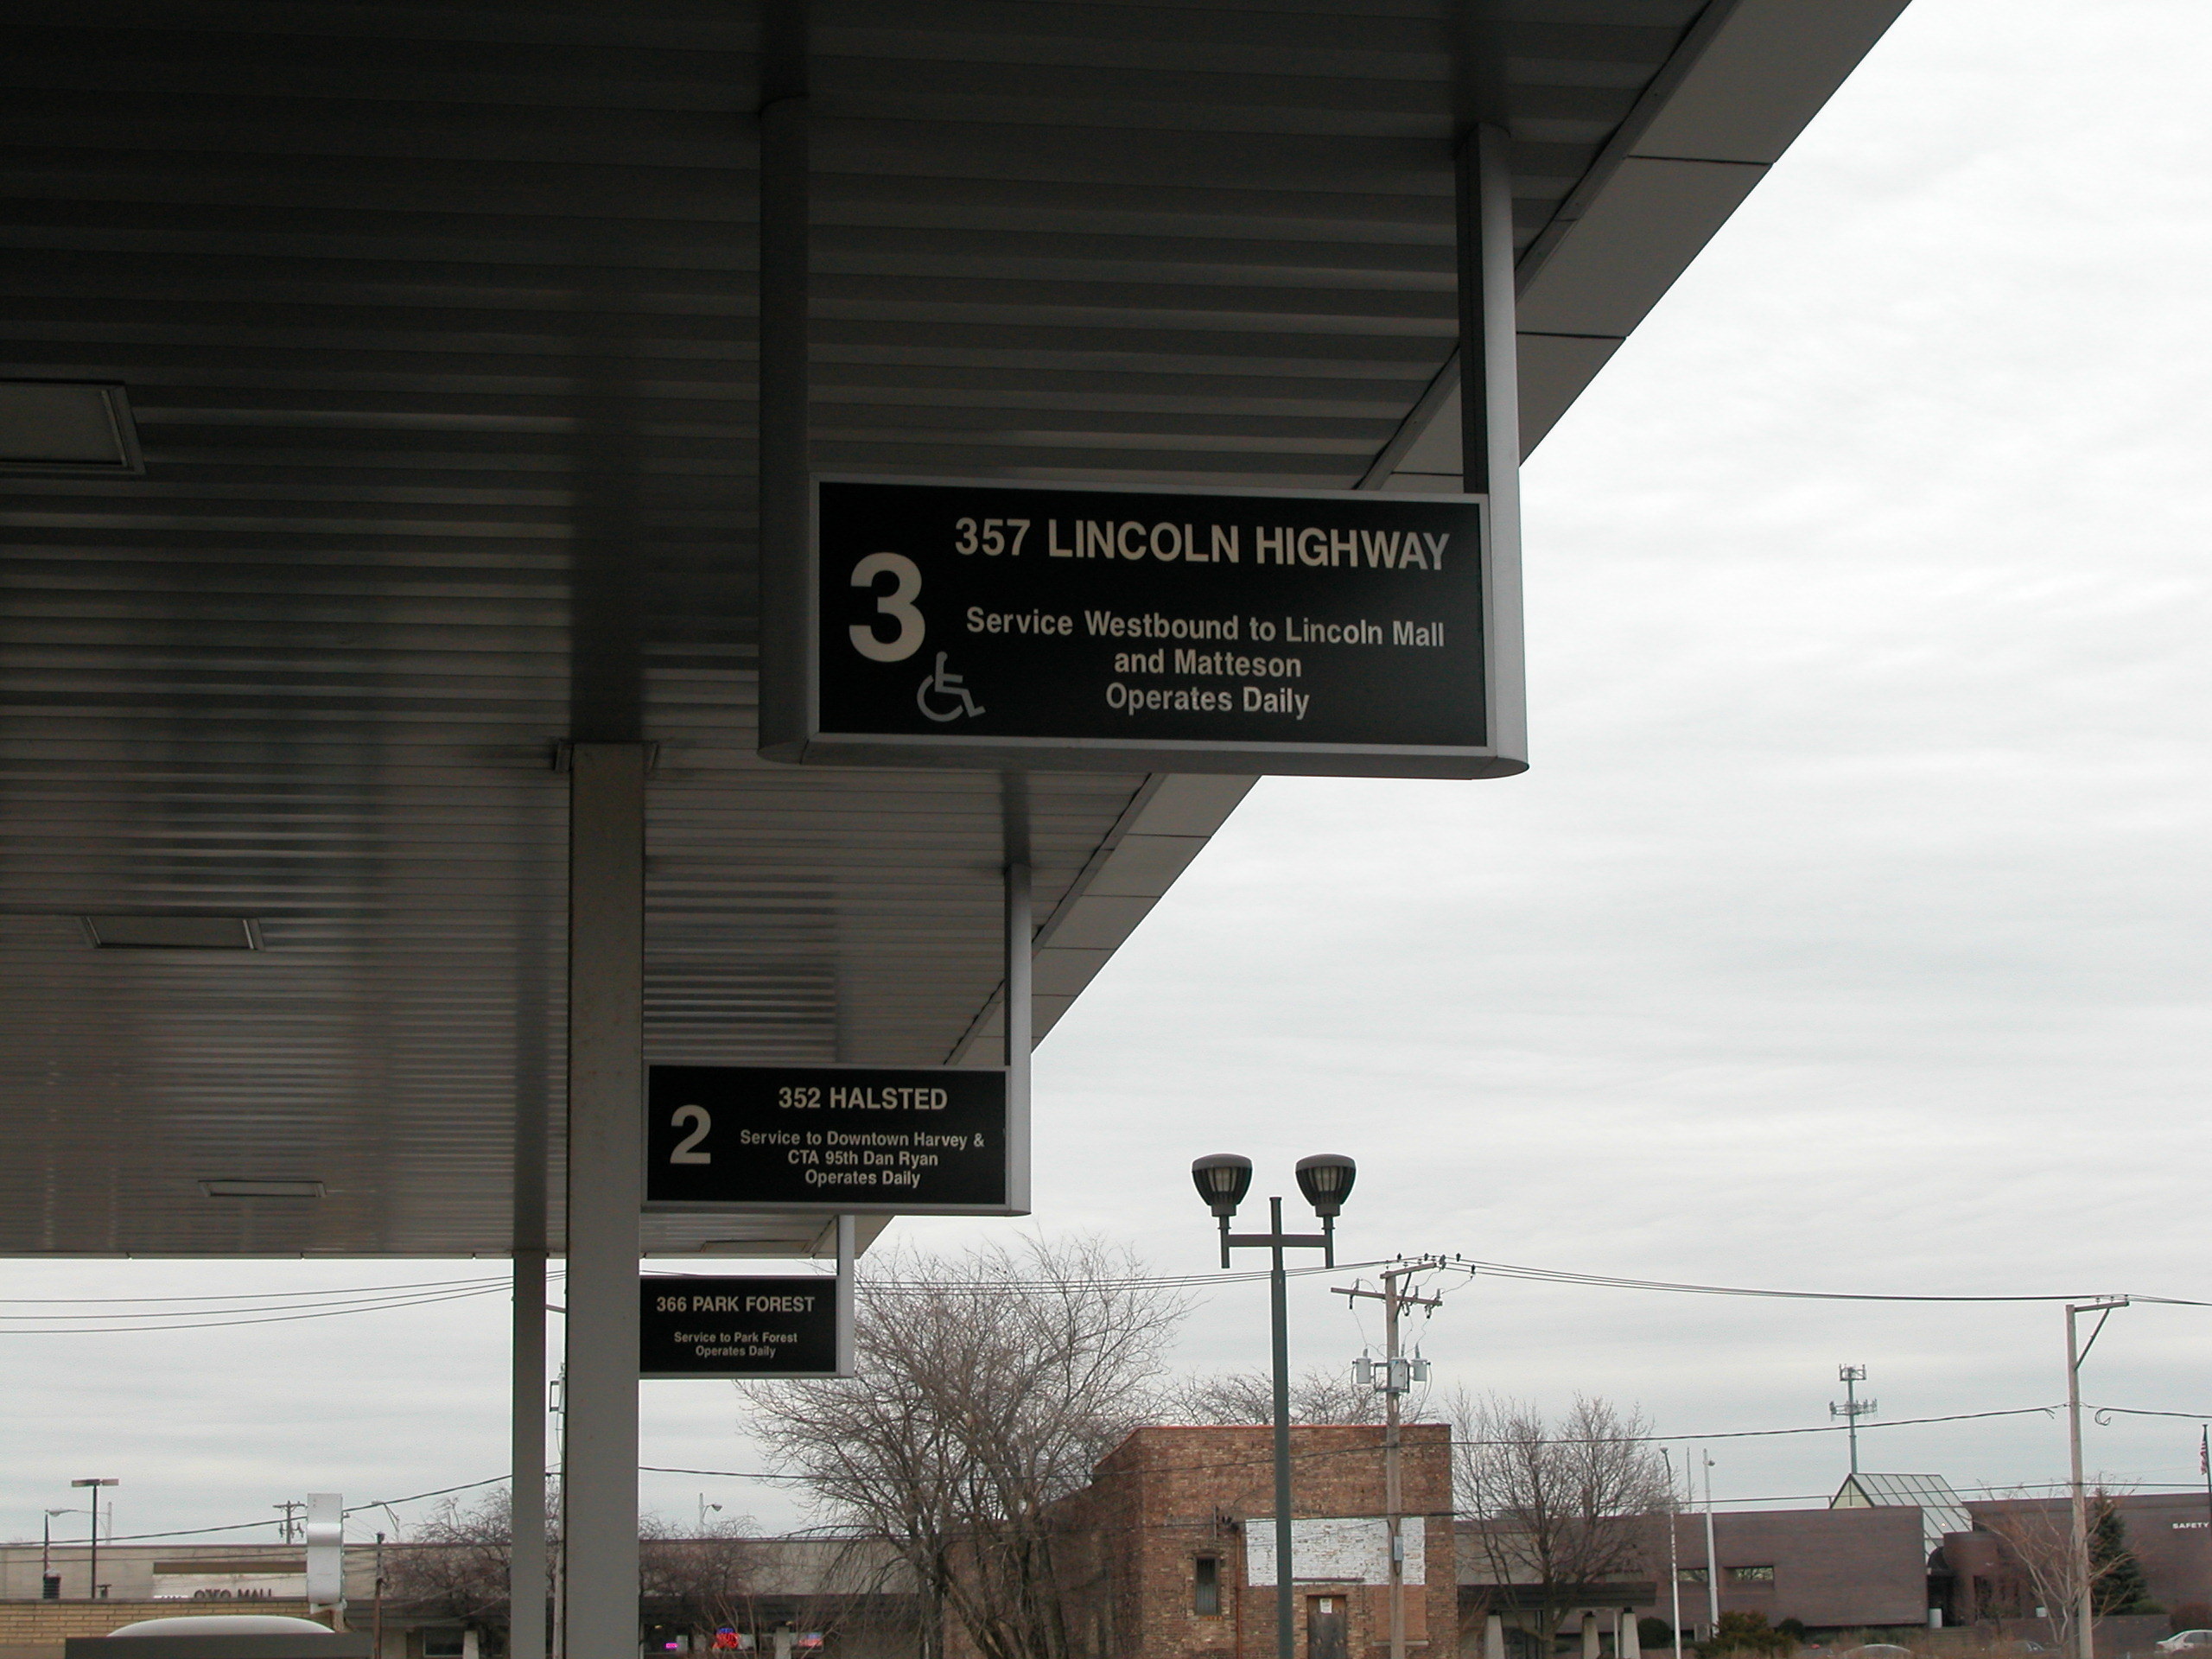 357 LINCOLN HIGHWAY
3
Service Westbound to Lincoln Mall
and Matteson
Operates Daily
352 HALSTED
2
Service to Downtown Harvey &
CTA 95th Dan Ryan
Operates Daily
366 PARK FOREST
Service to Park Forest
Operates Daily
SAFETY
MALL